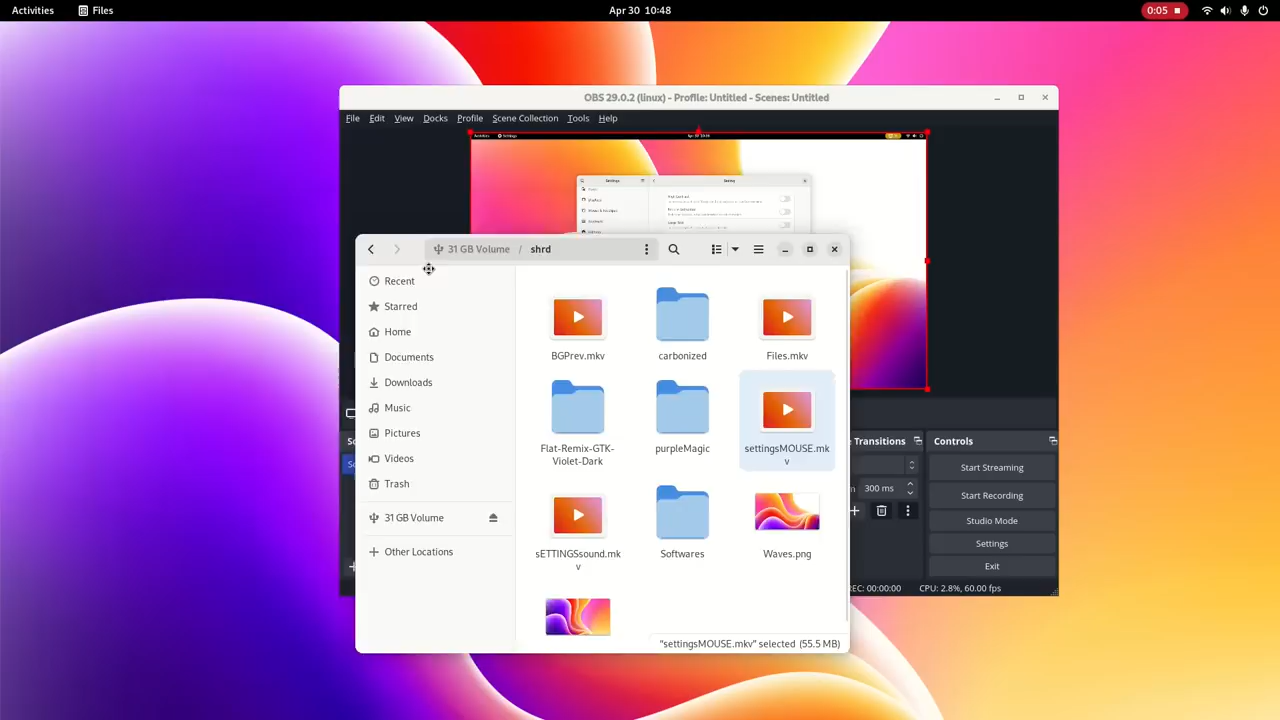 Activities
Files
Apr 30 10:48
0:05
OBS 29.0.2 (linux) - Profile: Untitled - Scenes: Untitled
File Edit View Docks Profile Scene Collection Tools Help
31 GB Volume / shrd
Recent
Starred
Home
Documents
Downloads
Music
Pictures
Videos
Trash
31 GB Volume
Other Locations
BGPrev.mkv
carbonized
Files.mkv
Flat-Remix-GTK-
Violet-Dark
purpleMagic
settingsMOUSE.mk
v
sETTINGSsound.mk
v
Softwares
Waves.png
"settingsMOUSE.mkv" selected (55.5 MB)
Transitions
300 ms
Controls
Start Streaming
Start Recording
Studio Mode
Settings
Exit
REC: 00:00:00
CPU: 2.8%, 60.00 fps